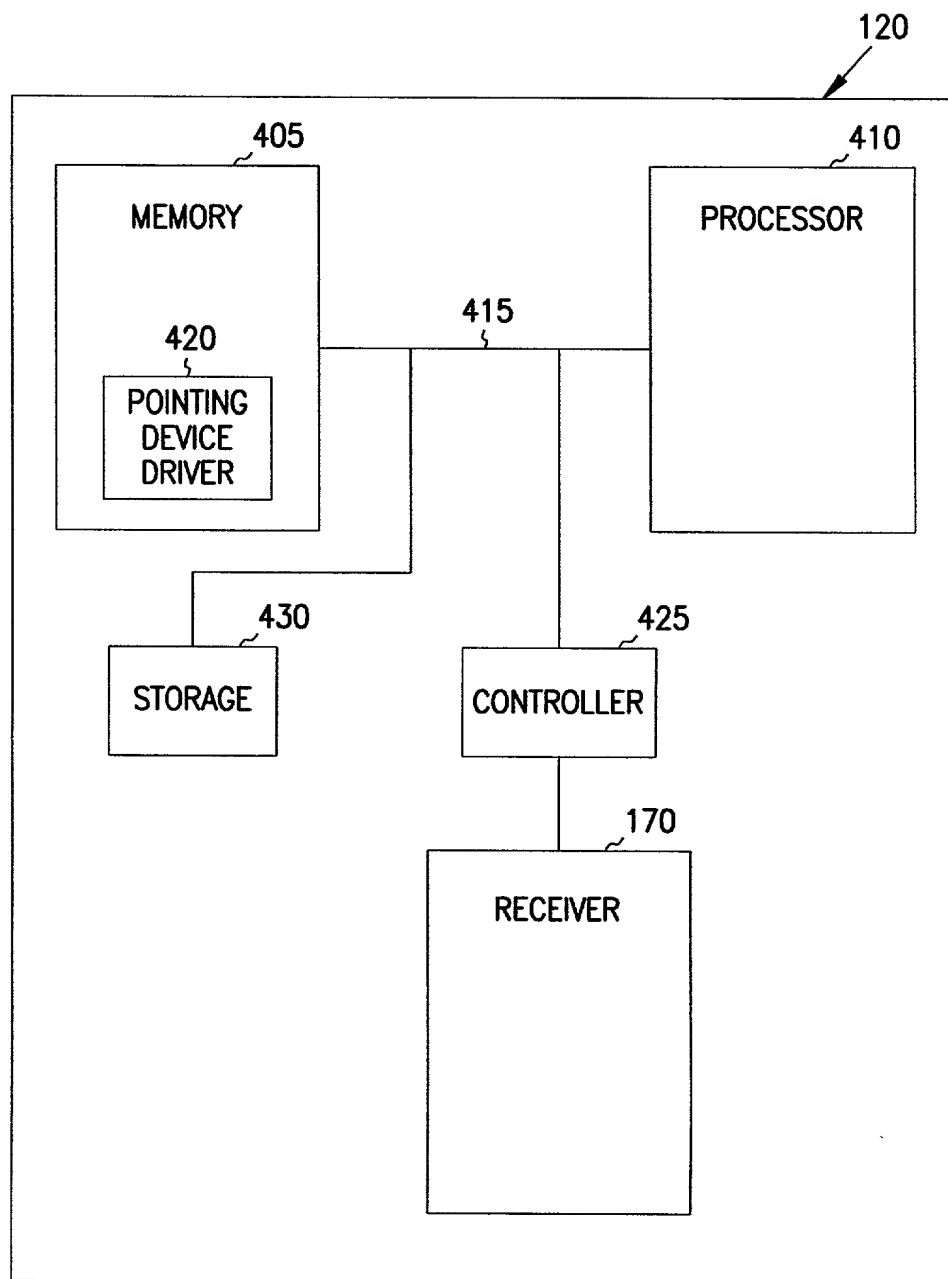 120
405
MEMORY
410
PROCESSOR
415
420
POINTING
DEVICE
DRIVER
430
STORAGE
425
CONTROLLER
170
RECEIVER